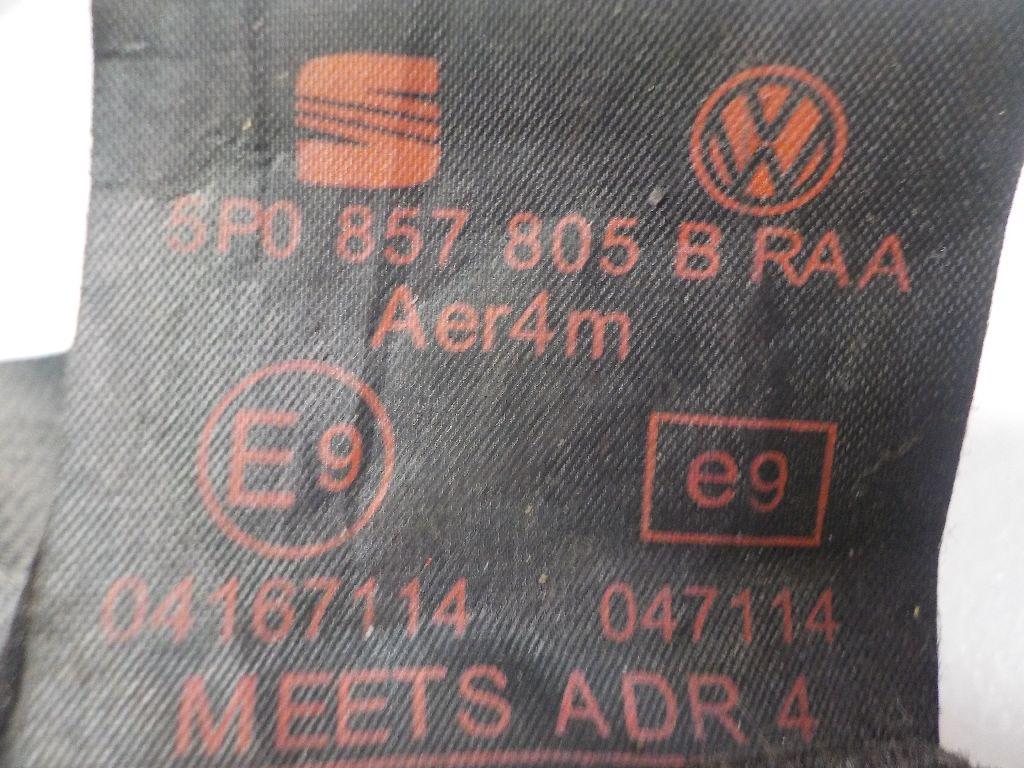 5P0 857 805 B RAA
Aer4m
E9 e9
04167114 047114
MEETS ADR 4